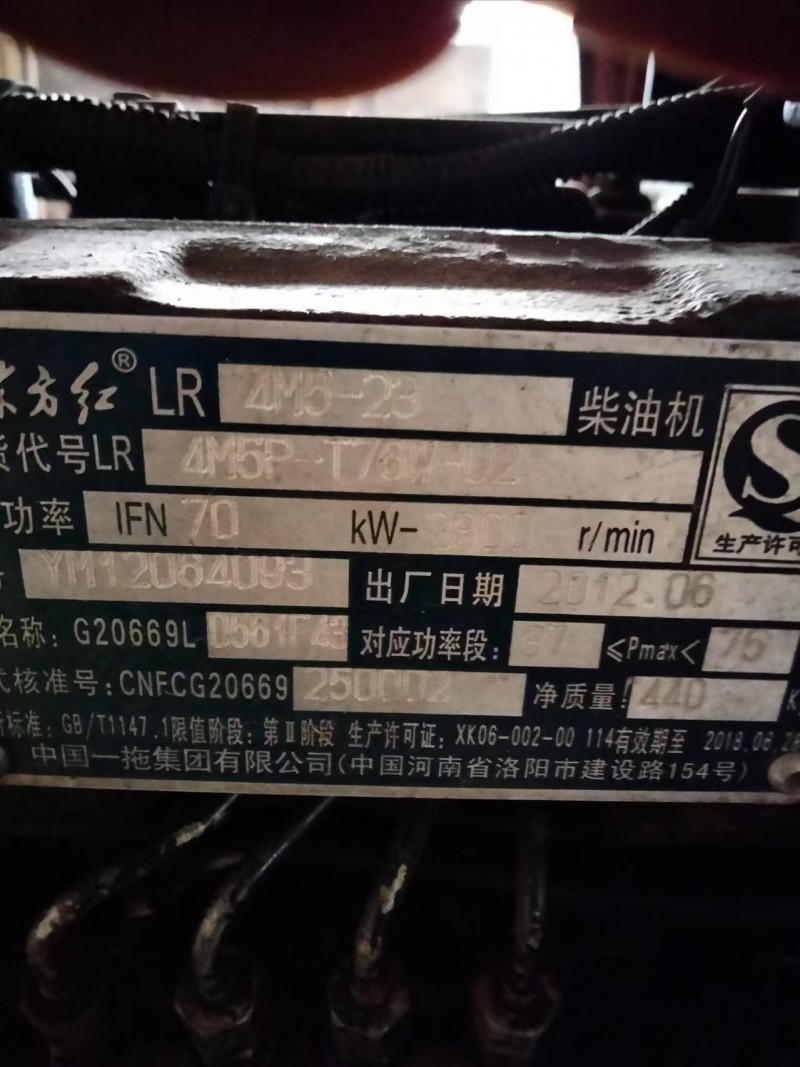 东方红® LR 4M5-23 柴油机
货代号LR 4M5P-T76W-U2
功率 IFN 70 kW- r/min
YM12064093 出厂日期 2012.06
名称: G20669L 0561F43 对应功率段: 37 ≤Pmax< 75
核准号: CNFCG20669 250002 净质量: 440
标准: GB/T1147.1限值阶段: 第Ⅱ阶段 生产许可证: XK06-002-00 114有效期至 2018.06.28
中国一拖集团有限公司(中国河南省洛阳市建设路154号)
生产许可